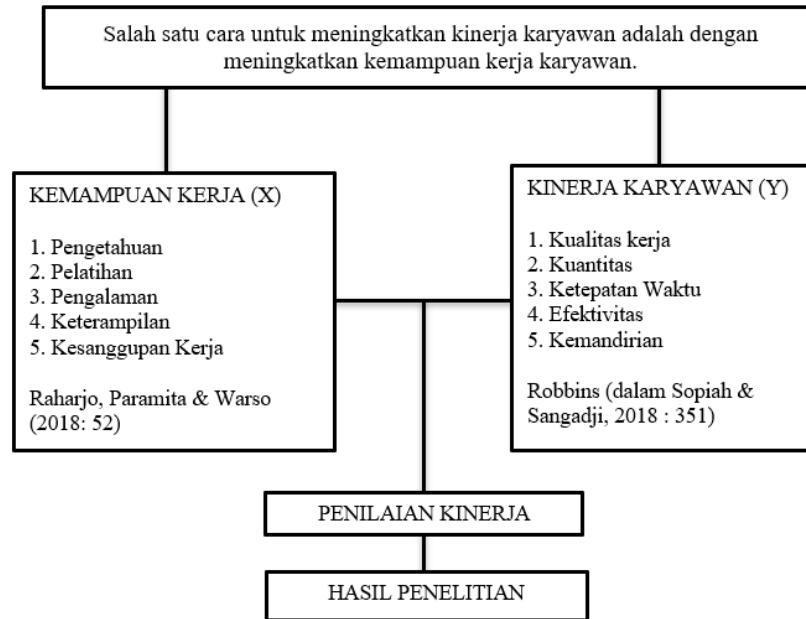 Salah satu cara untuk meningkatkan kinerja karyawan adalah dengan
meningkatkan kemampuan kerja karyawan.
KEMAMPUAN KERJA (X)
1. Pengetahuan
2. Pelatihan
3. Pengalaman
4. Keterampilan
5. Kesanggupan Kerja
Raharjo, Paramita & Warso
(2018: 52)
KINERJA KARYAWAN (Y)
1. Kualitas kerja
2. Kuantitas
3. Ketepatan Waktu
4. Efektivitas
5. Kemandirian
Robbins (dalam Sopiah &
Sangadji, 2018 : 351)
PENILAIAN KINERJA
HASIL PENELITIAN